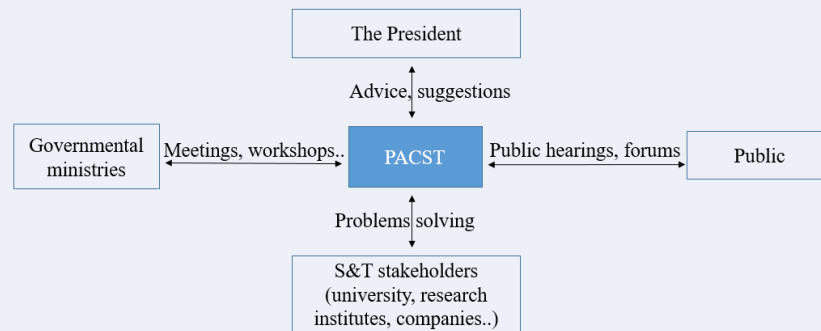 The President
Advice, suggestions
Governmental
ministries
Meetings, workshops..
PACST
Public hearings, forums
Public
Problems solving
S&T stakeholders
(university, research
institutes, companies..)